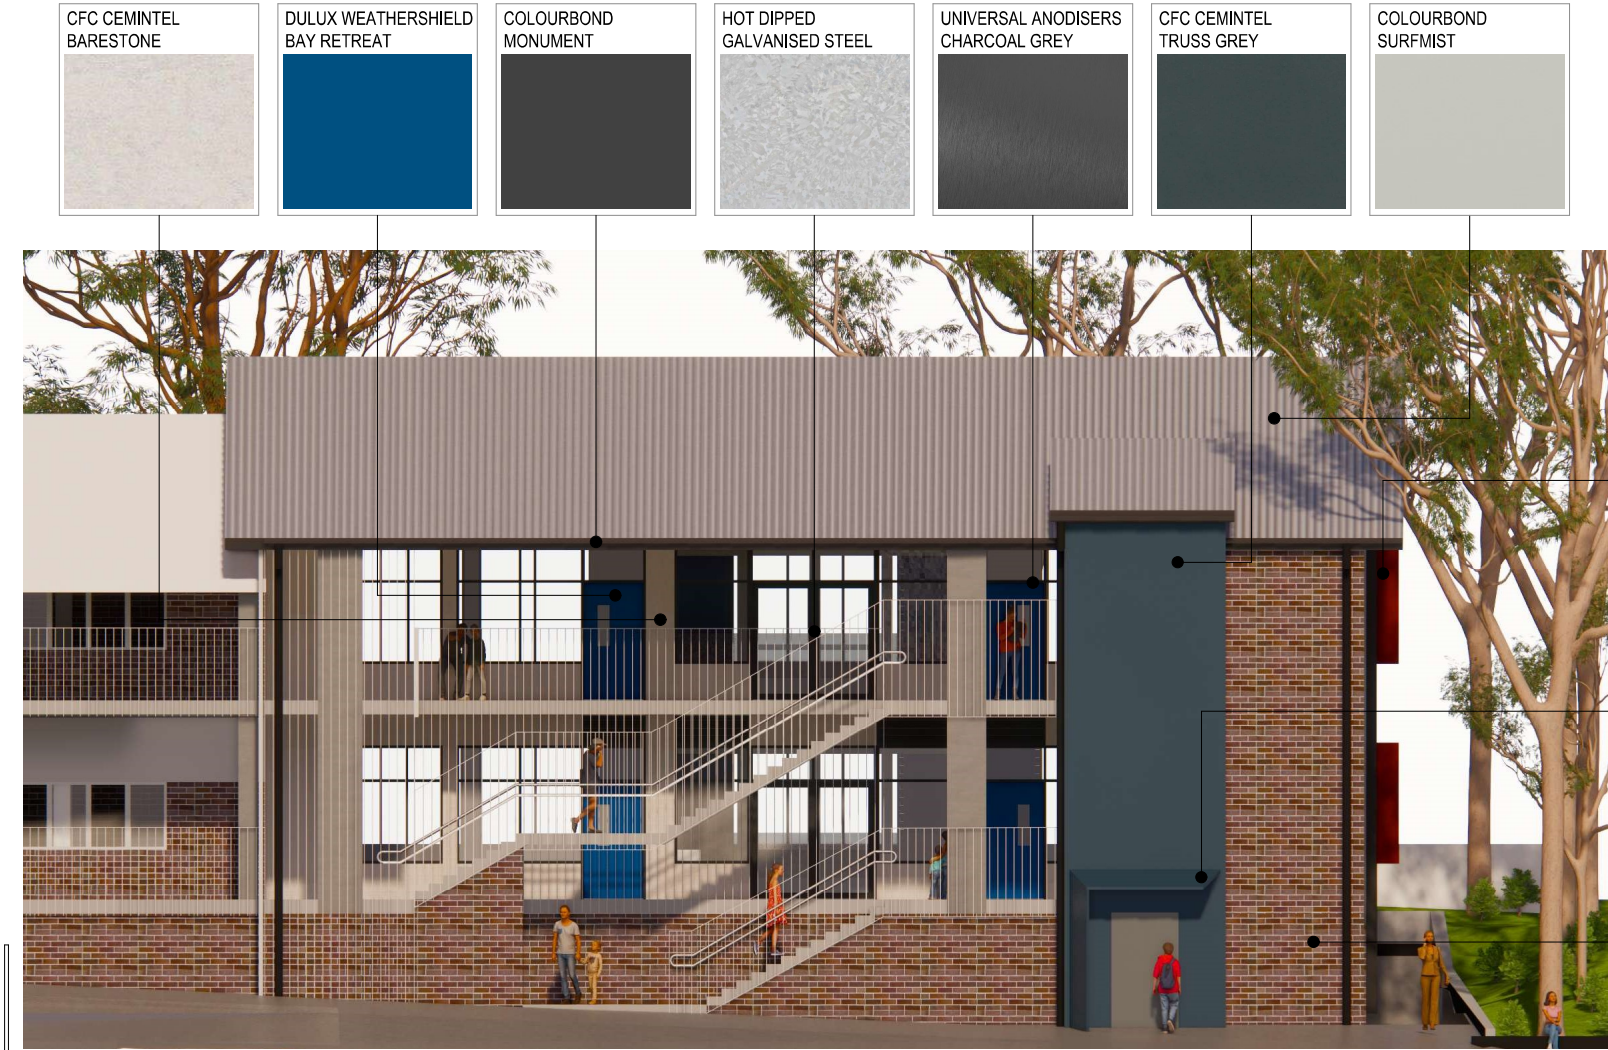 CFC CEMINTEL
BARESTONE
DULUX WEATHERSHIELD
BAY RETREAT
COLOURBOND
MONUMENT
HOT DIPPED
GALVANISED STEEL
UNIVERSAL ANODISERS
CHARCOAL GREY
CFC CEMINTEL
TRUSS GREY
COLOURBOND
SURFMIST